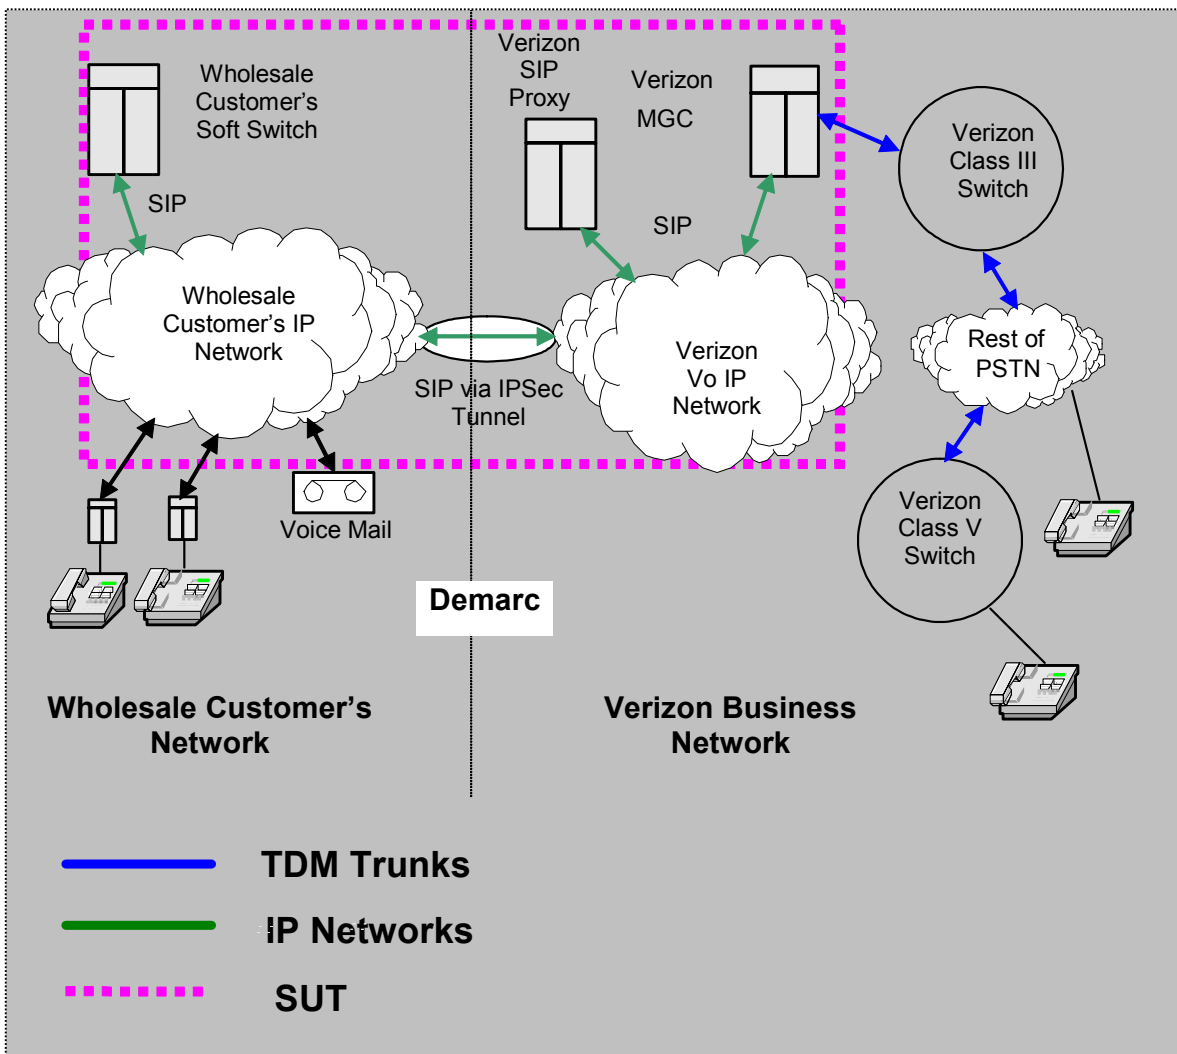 Wholesale
Customer's
Soft Switch
Verizon
SIP
Proxy
Verizon
MGC
Verizon
Class III
Switch
SIP
SIP
Wholesale
Customer's IP
Network
SIP via IPSec
Tunnel
Verizon
Vo IP
Network
Rest of
PSTN
Voice Mail
Verizon
Class V
Switch
Demarc
Wholesale Customer's
Network
Verizon Business
Network
TDM Trunks
IP Networks
SUT